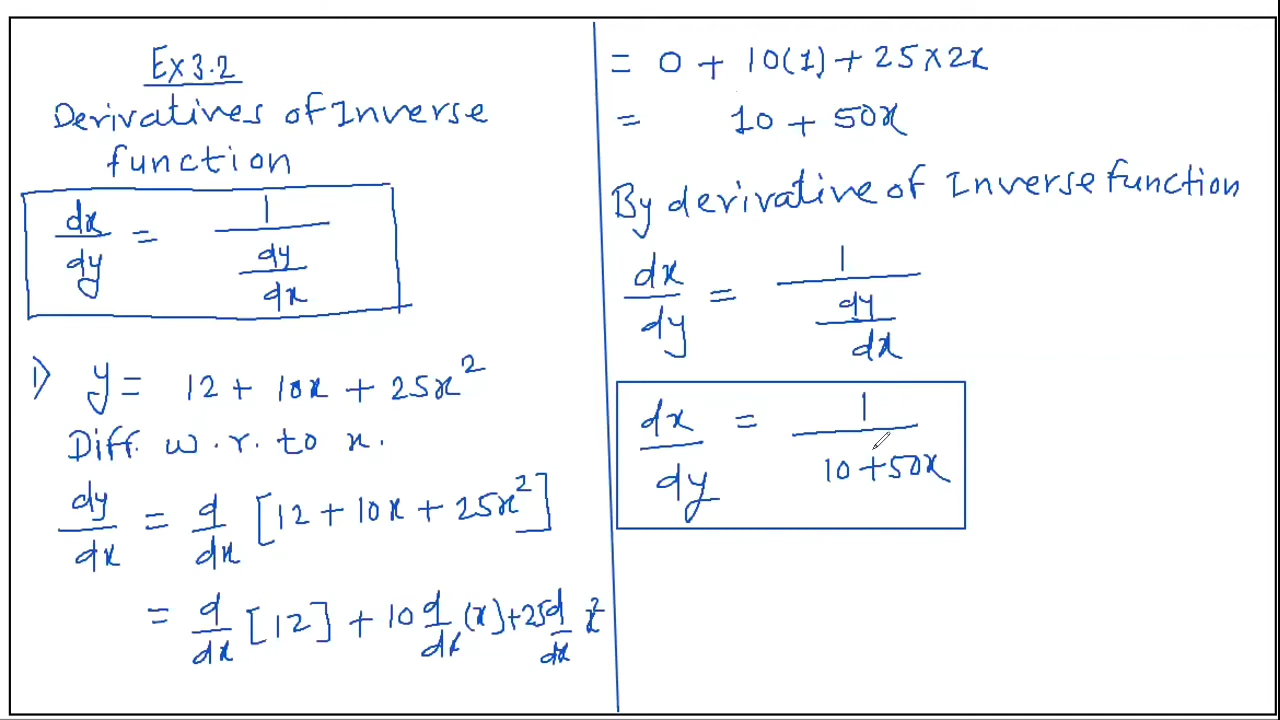 Ex 3.2
Derivatives of Inverse
function
dx/dy = 1/(dy/dx)
1) y = 12 + 10x + 25x²
Diff. w.r. to x.
dy/dx = d/dx [12 + 10x + 25x²]
= d/dx [12] + 10 d/dx (x) + 25 d/dx x²
= 0 + 10(1) + 25×2x
= 10 + 50x
By derivative of Inverse function
dx/dy = 1/(dy/dx)
dx/dy = 1/(10+50x)